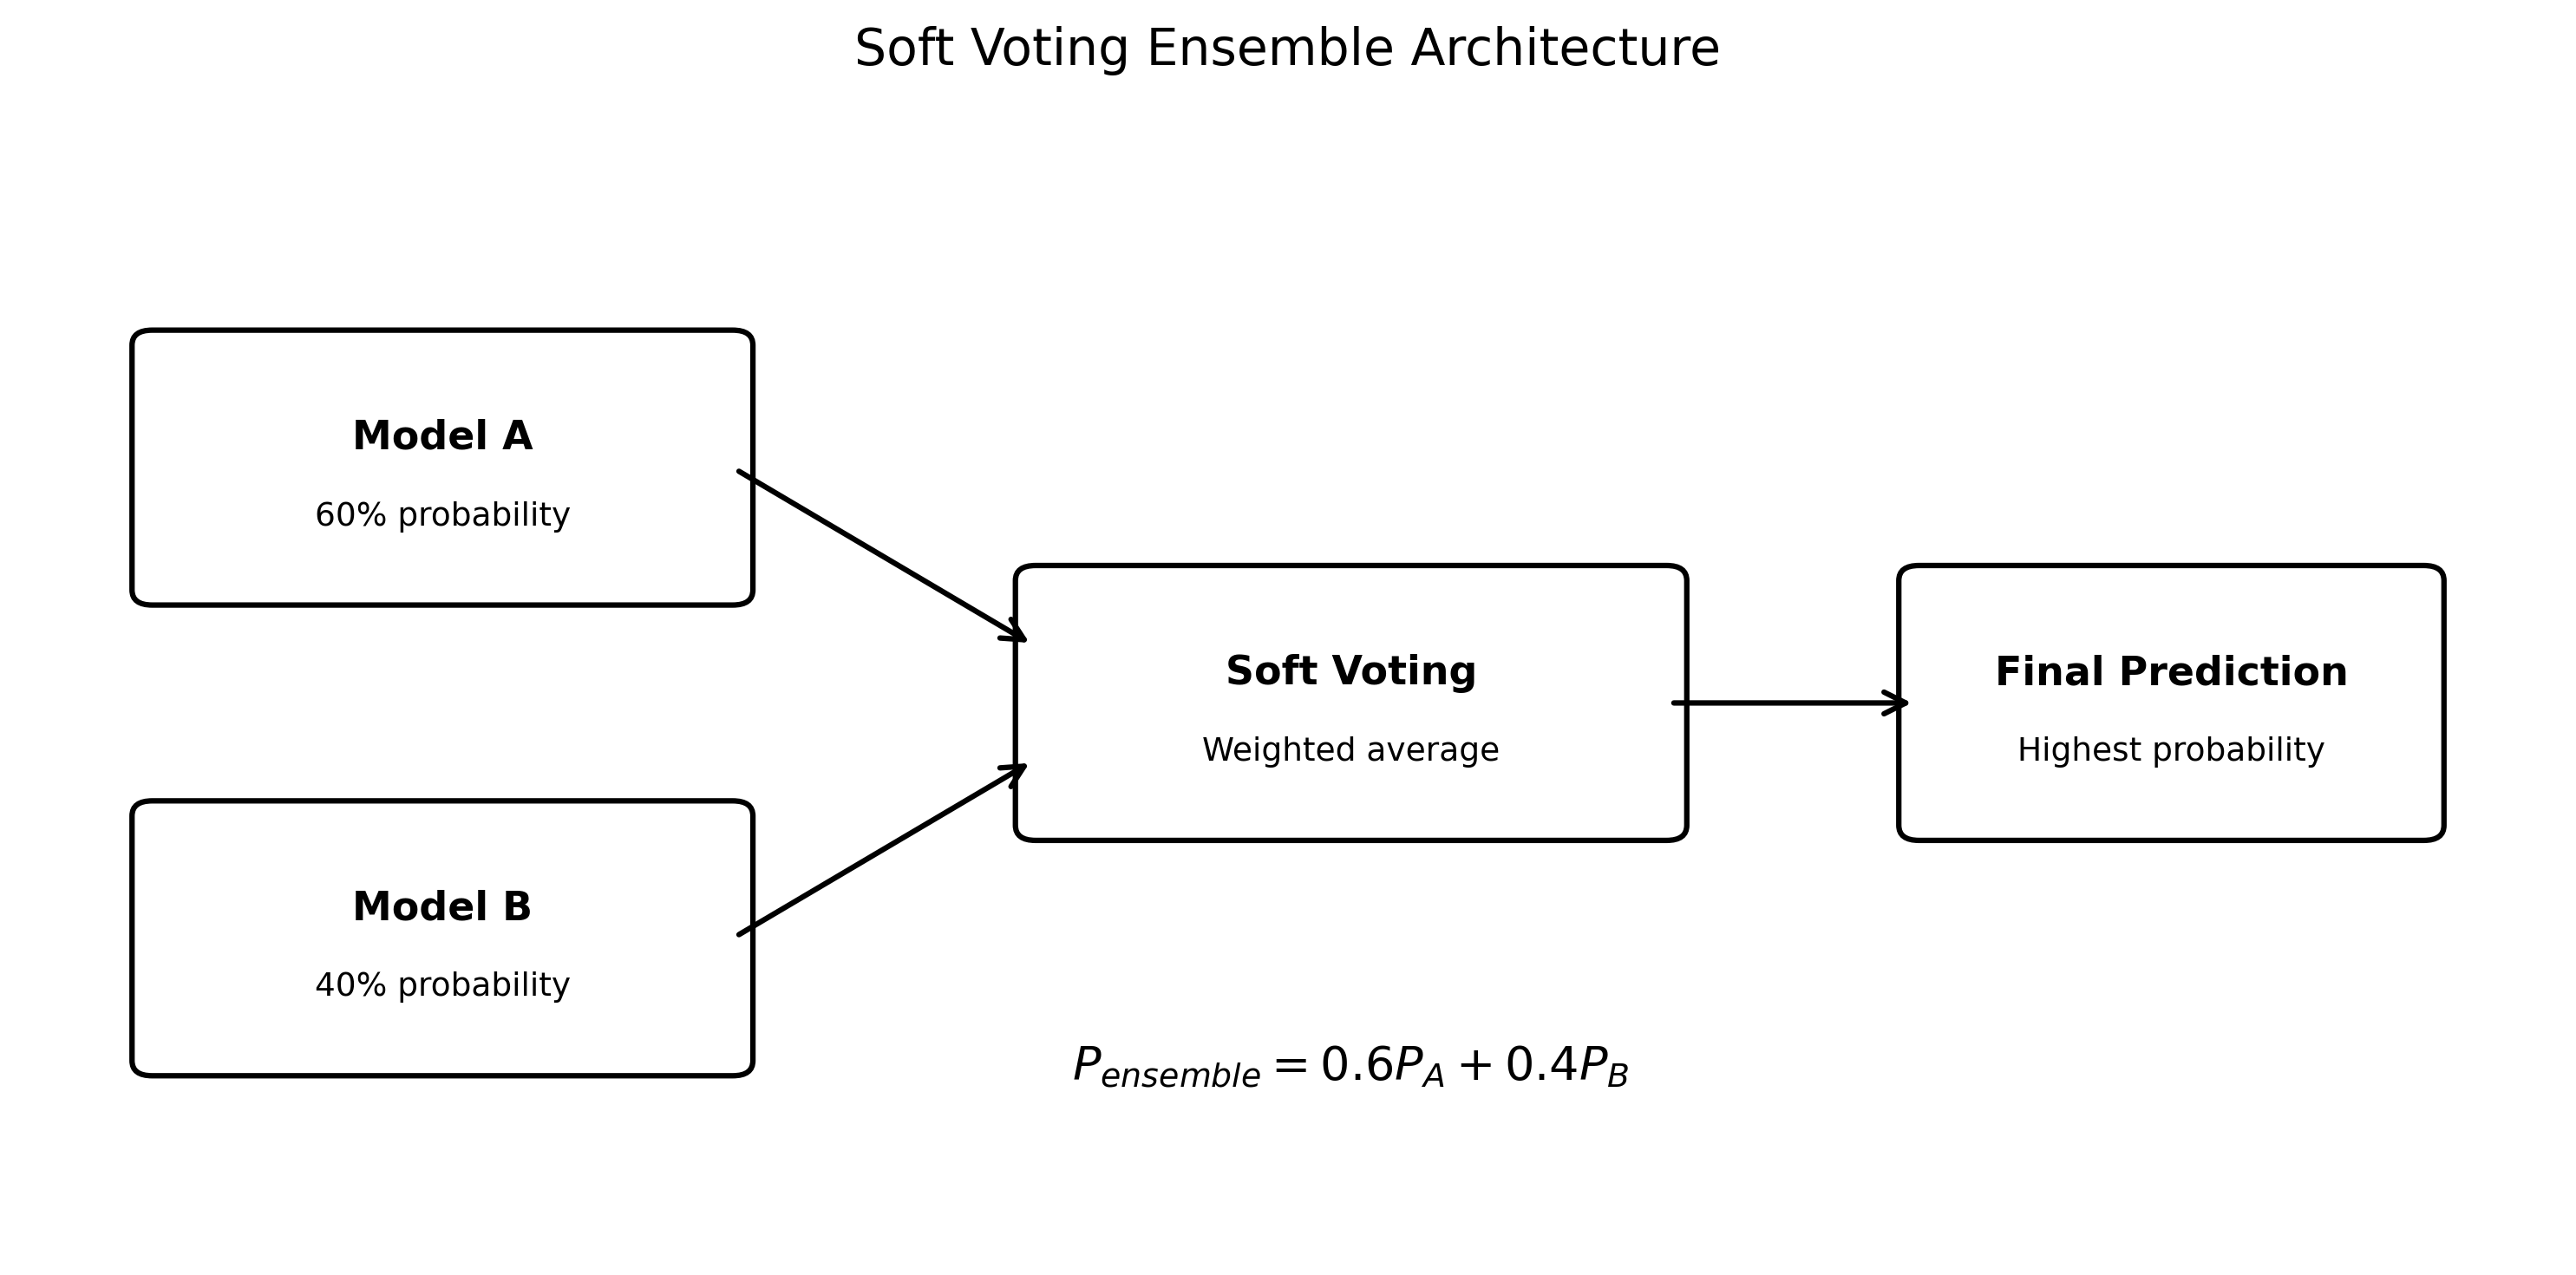 Soft Voting Ensemble Architecture
Model A
60% probability
Model B
40% probability
Soft Voting
Weighted average
Final Prediction
Highest probability
P_ensemble = 0.6P_A + 0.4P_B